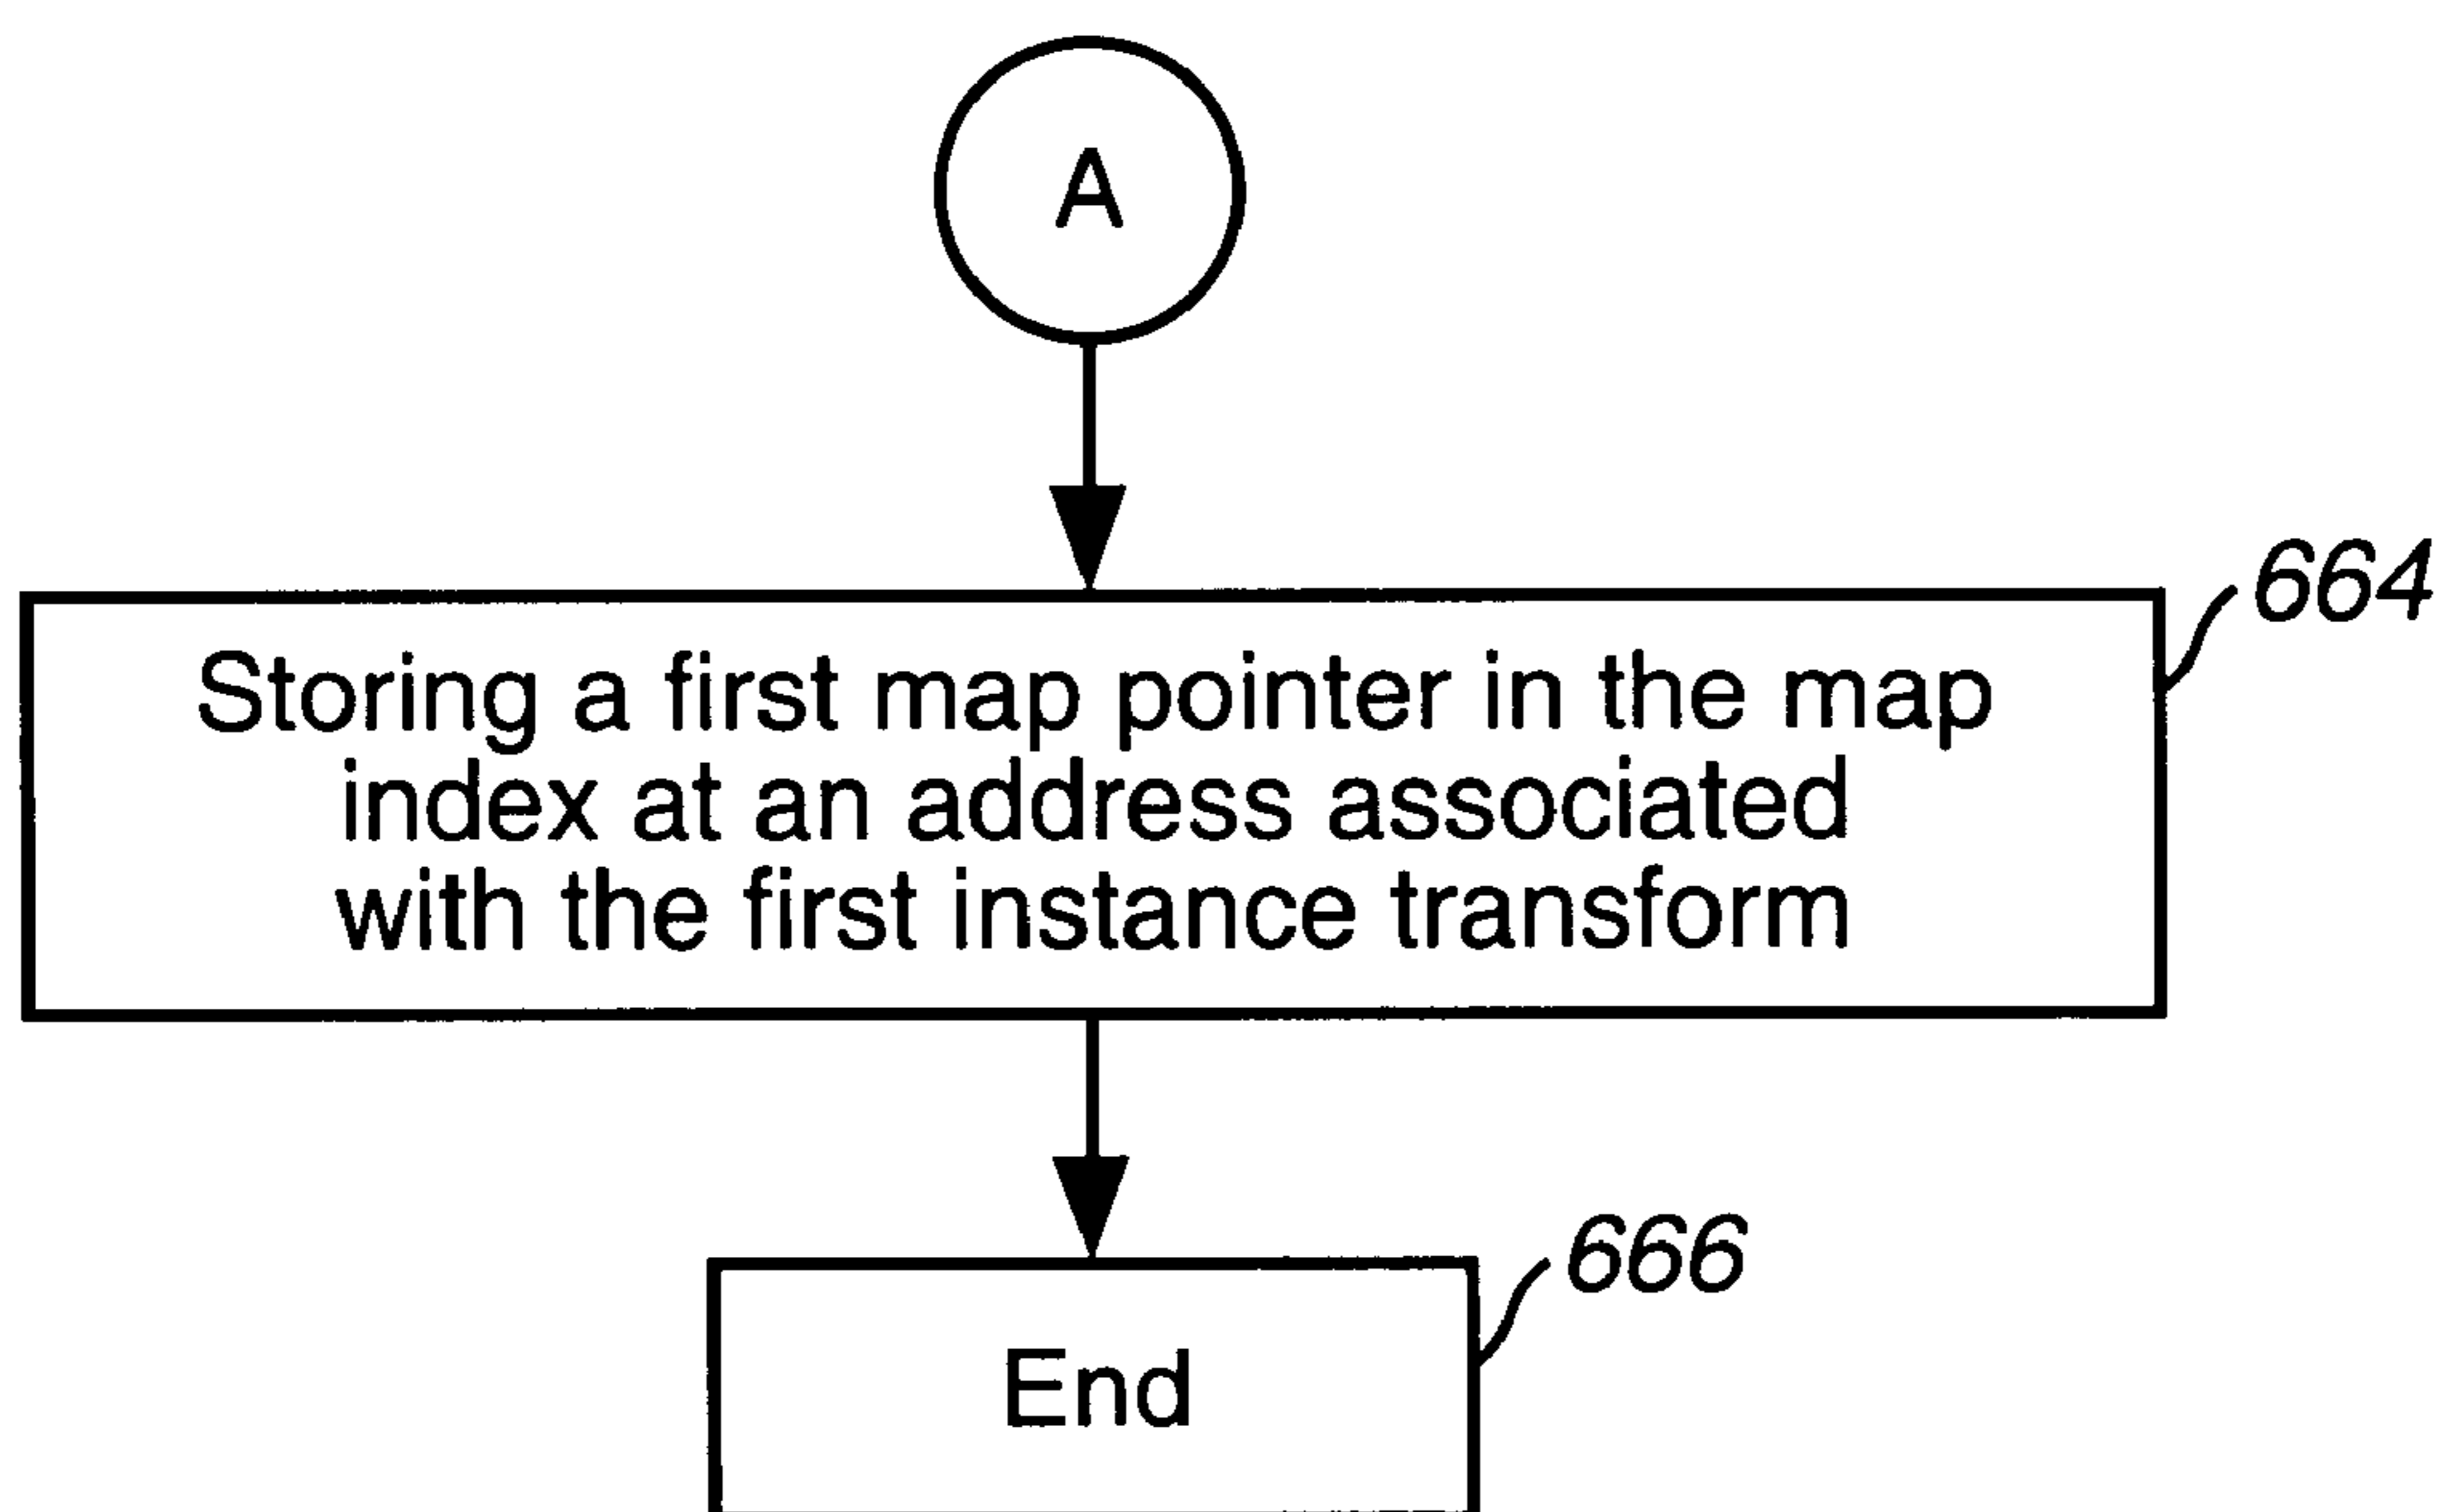 A
664
Storing a first map pointer in the map
index at an address associated
with the first instance transform
666
End